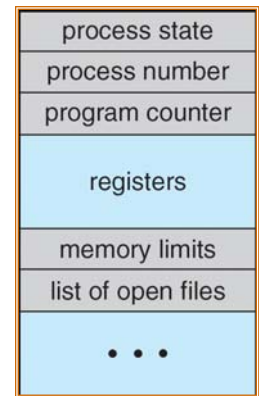 process state
process number
program counter
registers
memory limits
list of open files
• • •